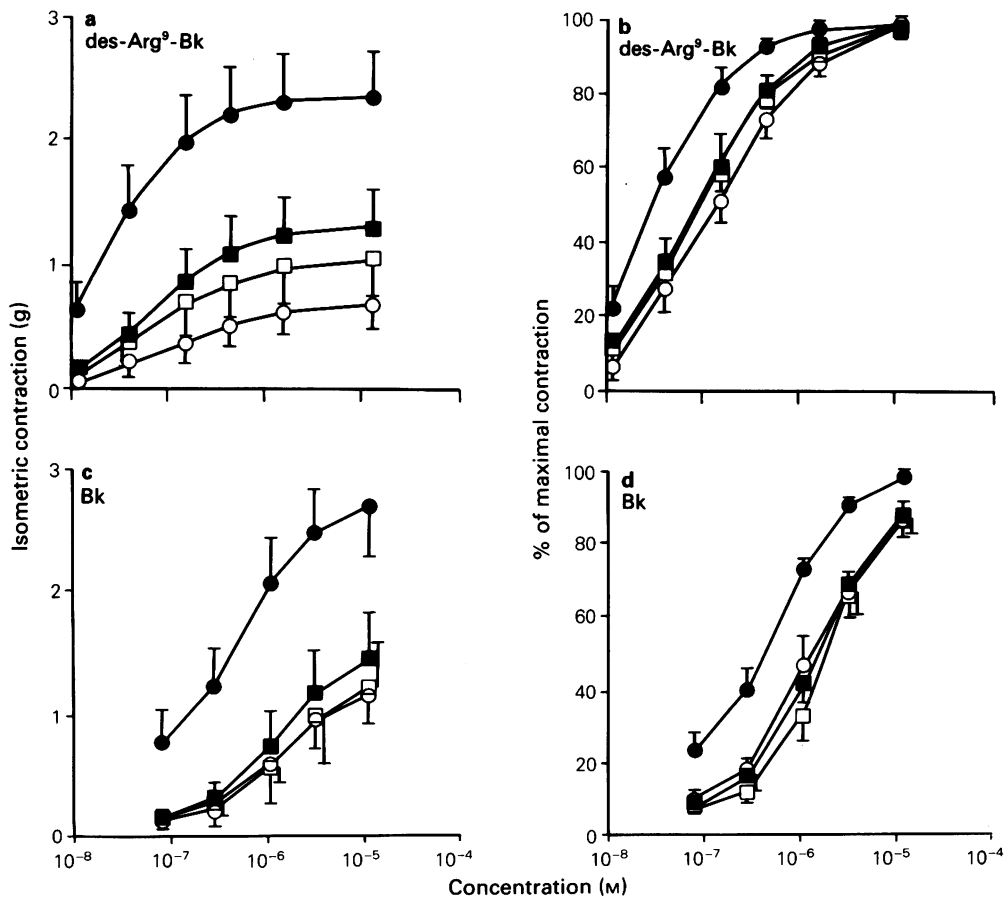 a
des-Arg⁹-Bk
3
2
1
0
Isometric contraction (g)
b
des-Arg⁹-Bk
100
80
60
40
20
0
% of maximal contraction
c
Bk
3
2
1
0
10⁻⁸ 10⁻⁷ 10⁻⁶ 10⁻⁵ 10⁻⁴
d
Bk
100
80
60
40
20
0
10⁻⁸ 10⁻⁷ 10⁻⁶ 10⁻⁵ 10⁻⁴
Concentration (M)